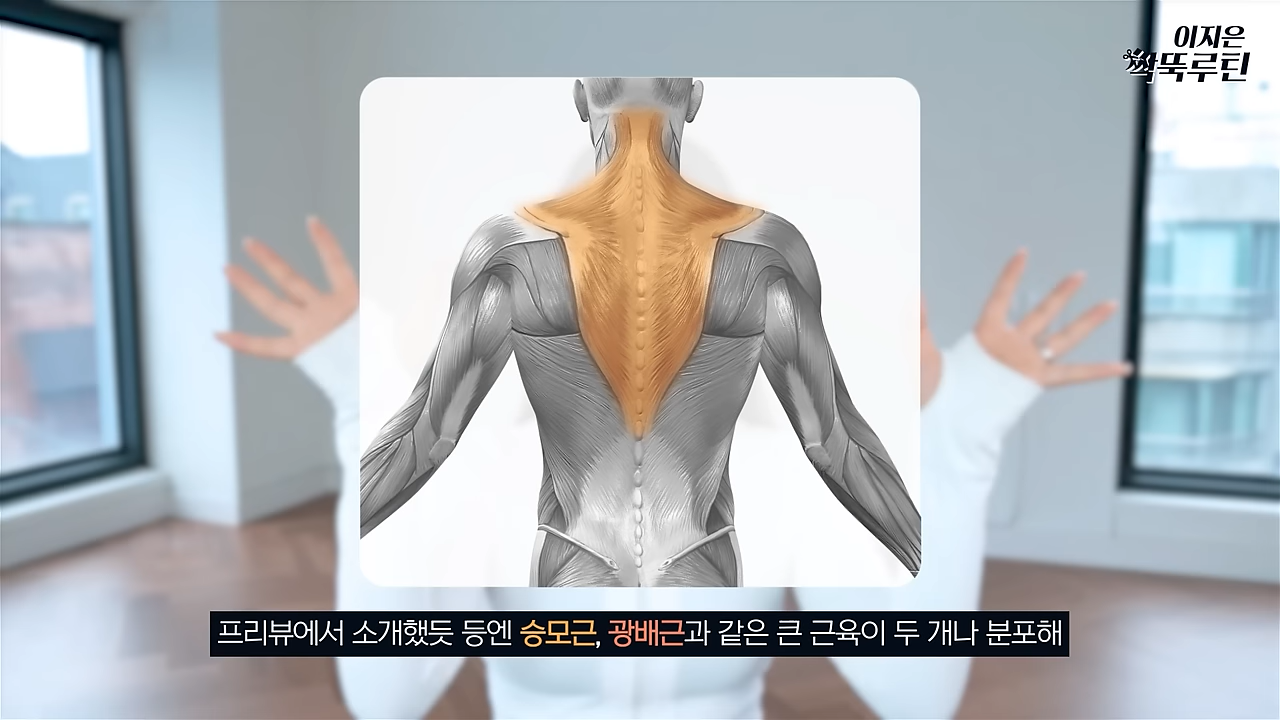 이지은
싹뚝루틴
프리뷰에서 소개했듯 등엔 승모근, 광배근과 같은 큰 근육이 두 개나 분포해